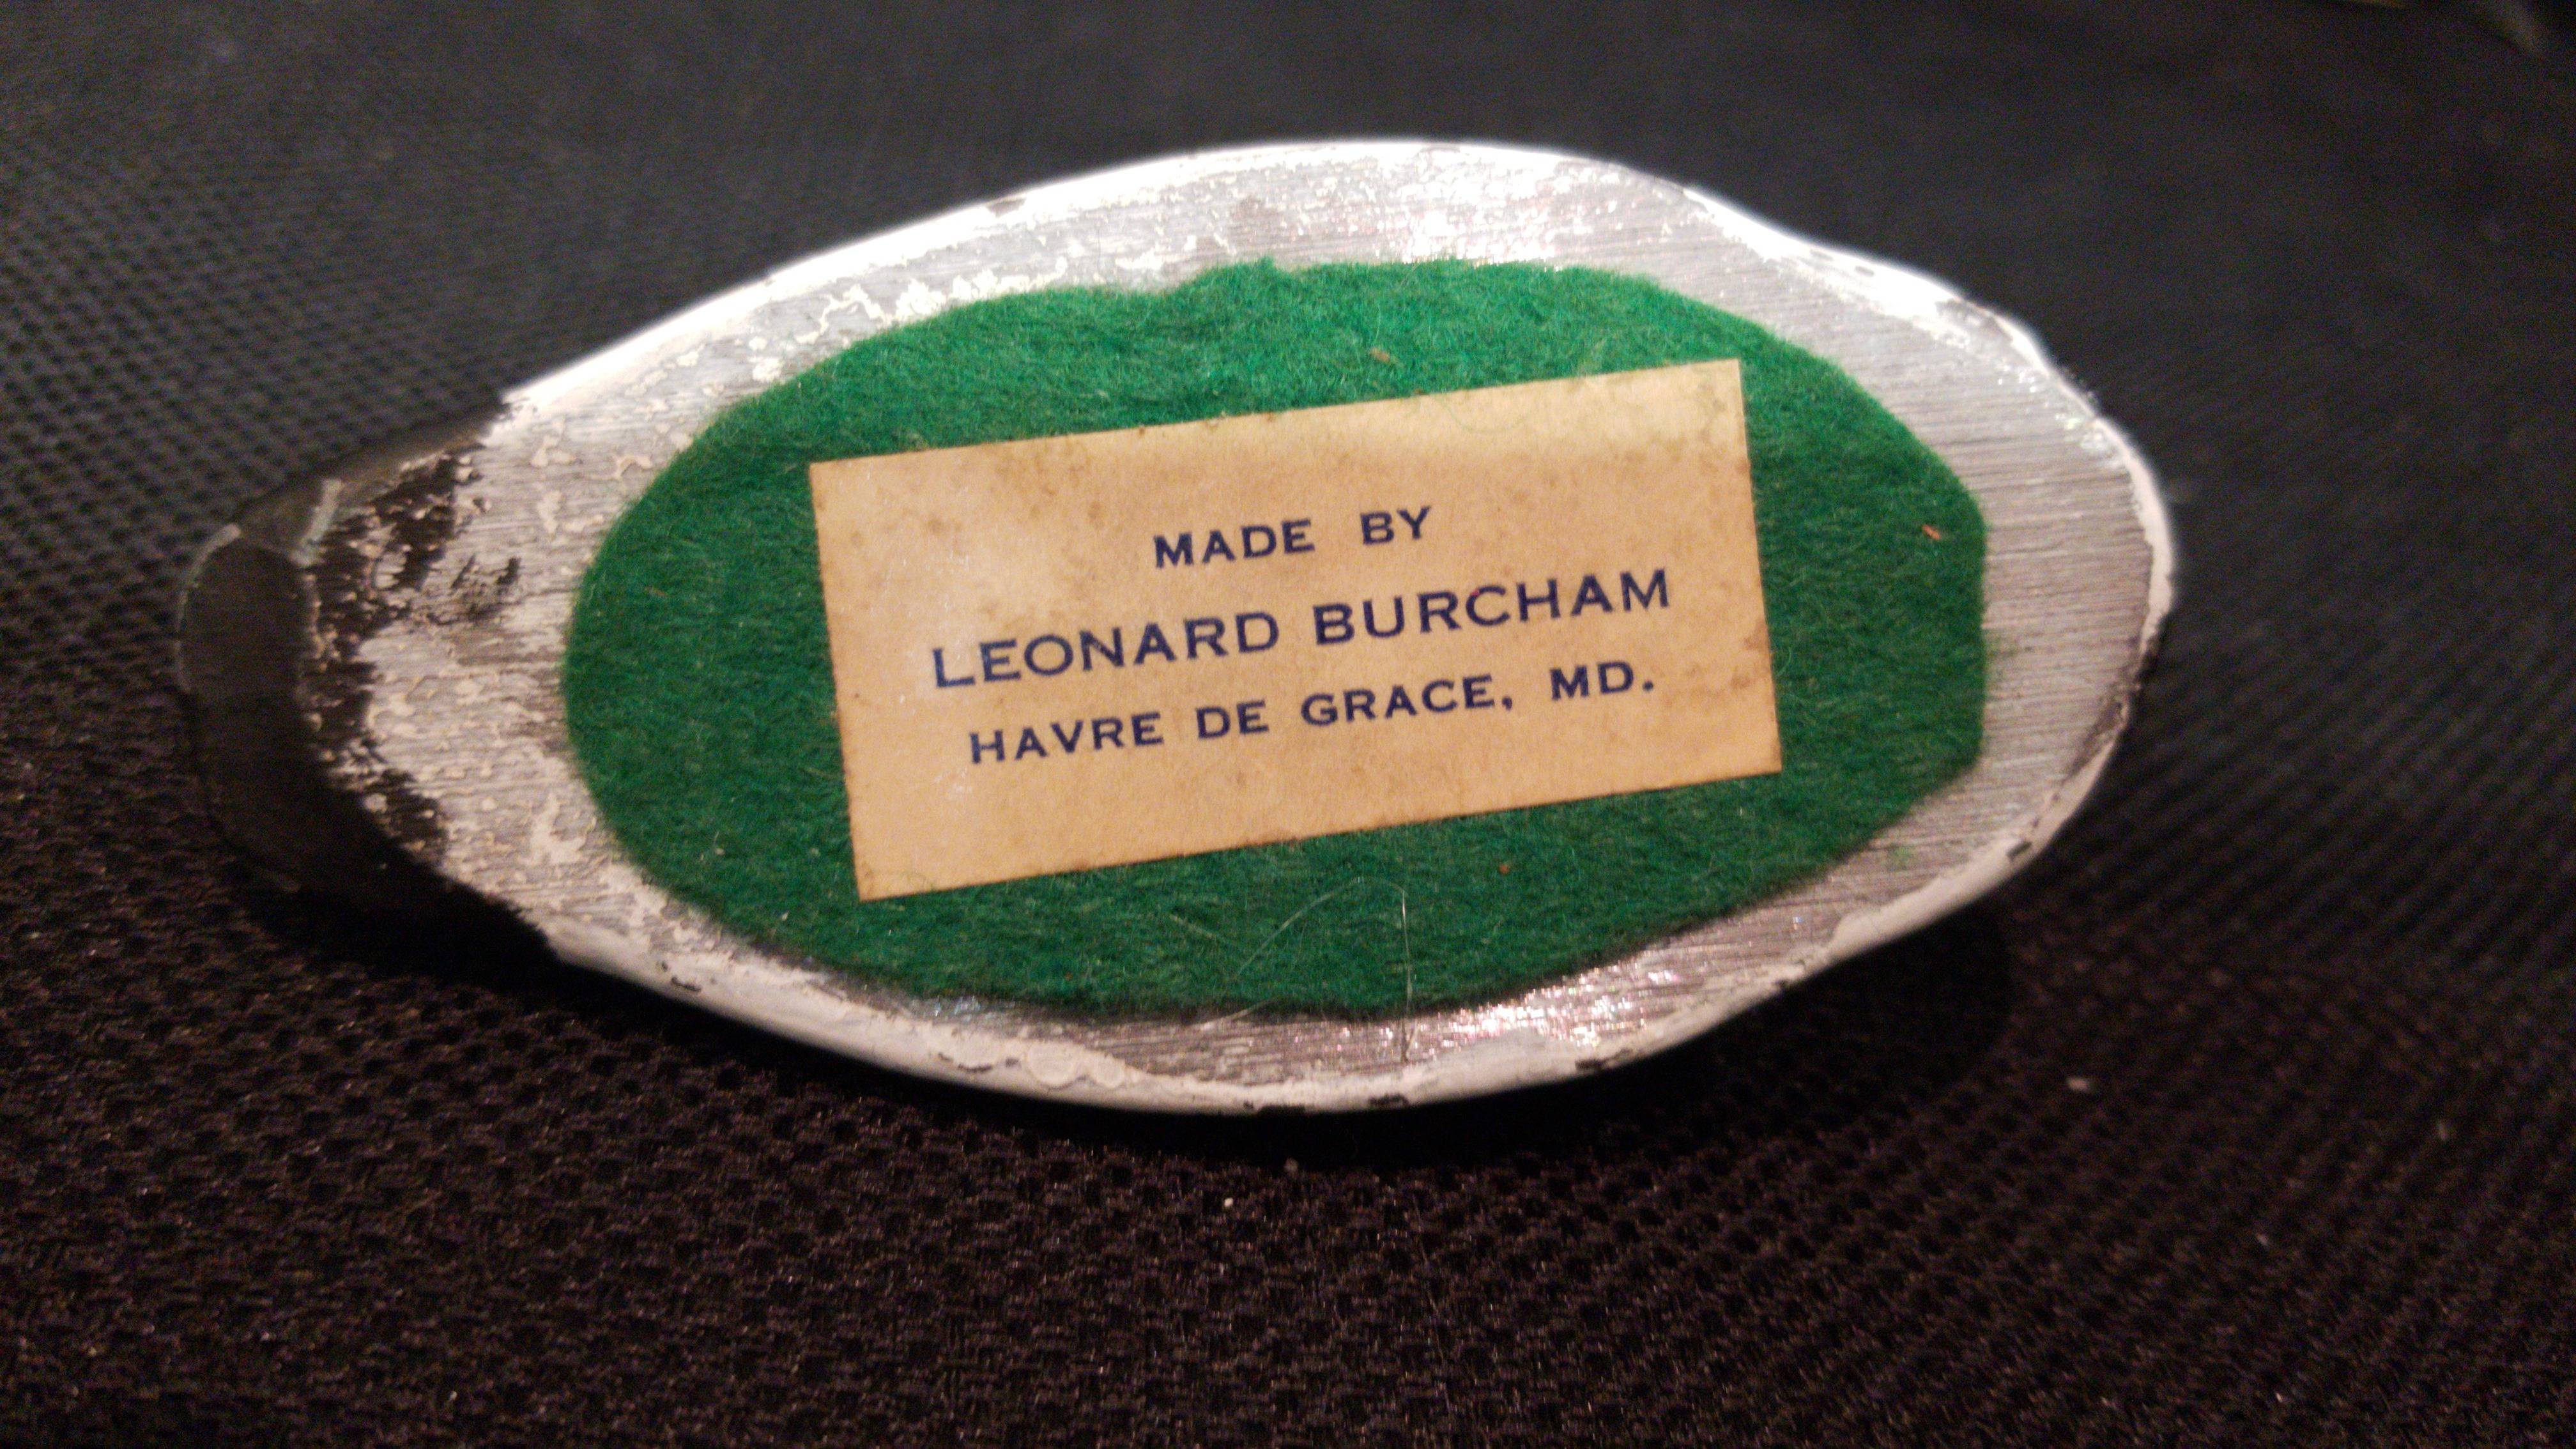 MADE BY
LEONARD BURCHAM
HAVRE DE GRACE, MD.